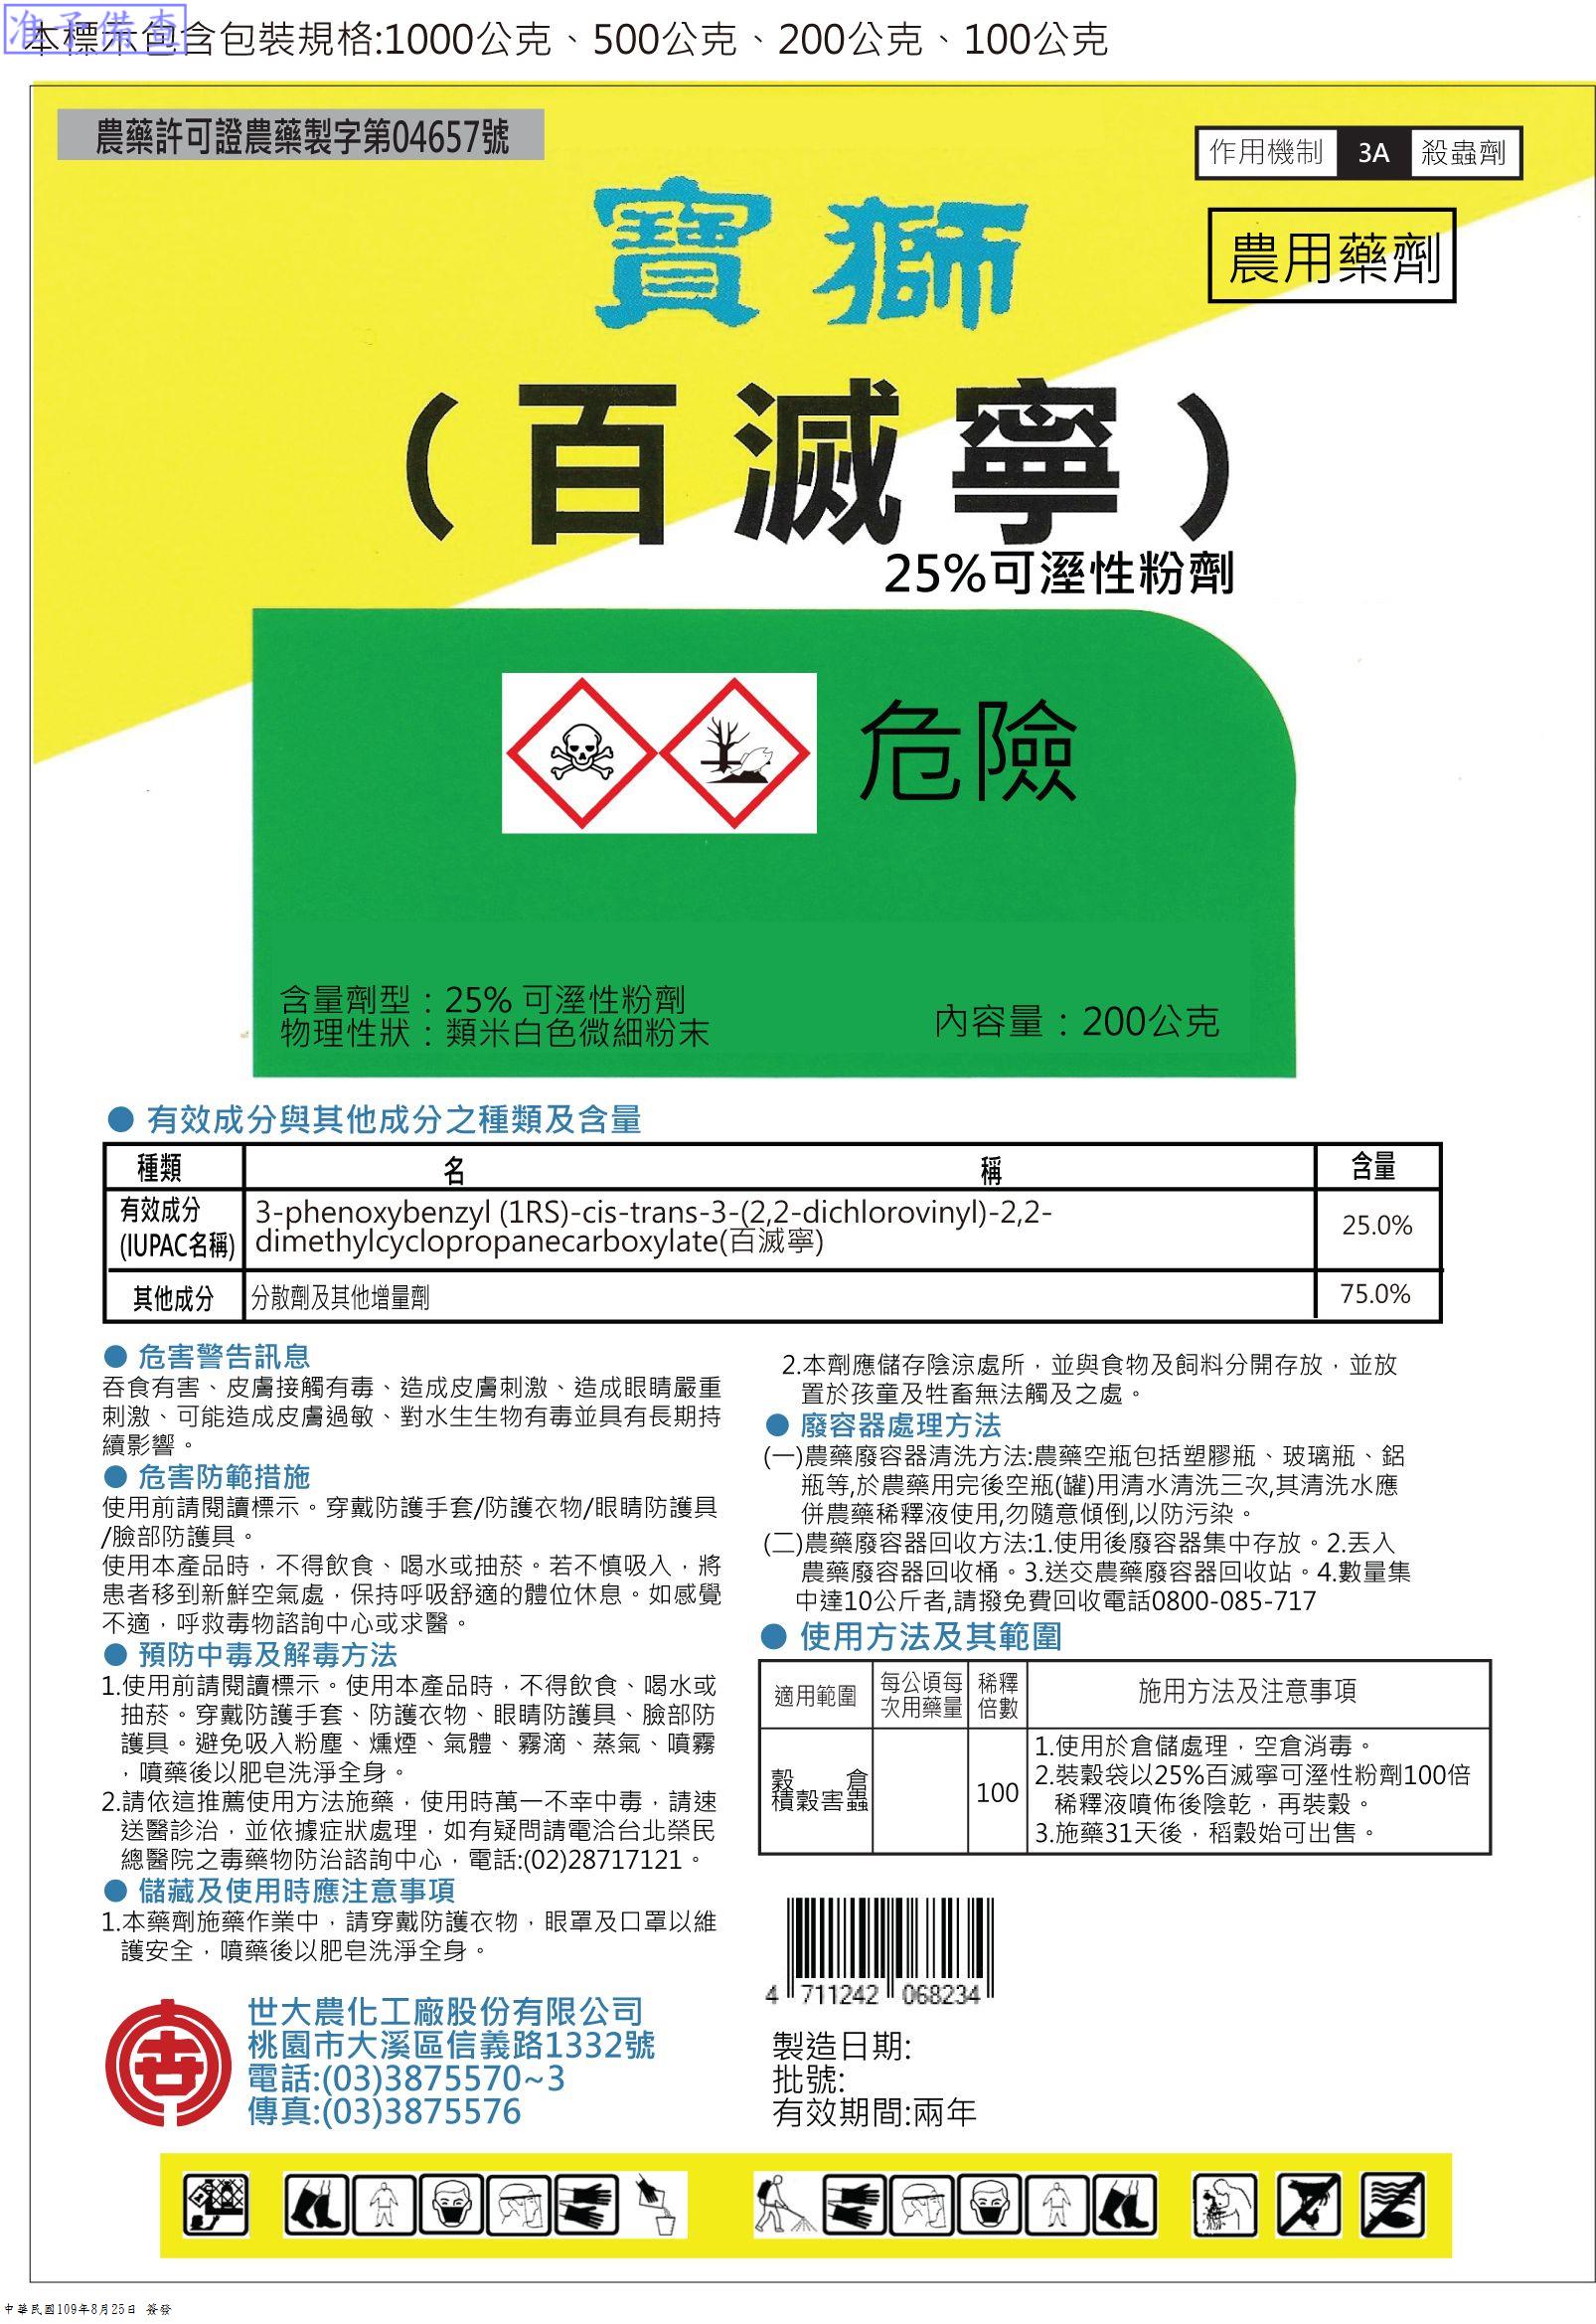 准予備查
本標示包含包裝規格:1000公克、500公克、200公克、100公克
農藥許可證農藥製字第04657號
作用機制 3A 殺蟲劑
寶獅
農用藥劑
(百滅寧)
25%可溼性粉劑
危險
含量劑型：25% 可溼性粉劑
物理性狀：類米白色微細粉末
內容量：200公克
● 有效成分與其他成分之種類及含量
種類 名 稱 含量
有效成分
(IUPAC名稱)
3-phenoxybenzyl (1RS)-cis-trans-3-(2,2-dichlorovinyl)-2,2-
dimethylcyclopropanecarboxylate(百滅寧)
25.0%
其他成分 分散劑及其他增量劑 75.0%
● 危害警告訊息
吞食有害、皮膚接觸有毒、造成皮膚刺激、造成眼睛嚴重
刺激、可能造成皮膚過敏、對水生生物有毒並具有長期持
續影響。
● 危害防範措施
使用前請閱讀標示。穿戴防護手套/防護衣物/眼睛防護具
/臉部防護具。
使用本產品時，不得飲食、喝水或抽菸。若不慎吸入，將
患者移到新鮮空氣處，保持呼吸舒適的體位休息。如感覺
不適，呼救毒物諮詢中心或求醫。
● 預防中毒及解毒方法
1.使用前請閱讀標示。使用本產品時，不得飲食、喝水或
抽菸。穿戴防護手套、防護衣物、眼睛防護具、臉部防
護具。避免吸入粉塵、燻煙、氣體、霧滴、蒸氣、噴霧
，噴藥後以肥皂洗淨全身。
2.請依這推薦使用方法施藥，使用時萬一不幸中毒，請速
送醫診治，並依據症狀處理，如有疑問請電洽台北榮民
總醫院之毒藥物防治諮詢中心，電話:(02)28717121。
● 儲藏及使用時應注意事項
1.本藥劑施藥作業中，請穿戴防護衣物，眼罩及口罩以維
護安全，噴藥後以肥皂洗淨全身。
2.本劑應儲存陰涼處所，並與食物及飼料分開存放，並放
置於孩童及牲畜無法觸及之處。
● 廢容器處理方法
(一)農藥廢容器清洗方法:農藥空瓶包括塑膠瓶、玻璃瓶、鋁
瓶等,於農藥用完後空瓶(罐)用清水清洗三次,其清洗水應
併農藥稀釋液使用,勿隨意傾倒,以防污染。
(二)農藥廢容器回收方法:1.使用後廢容器集中存放。2.丟入
農藥廢容器回收桶。3.送交農藥廢容器回收站。4.數量集
中達10公斤者,請撥免費回收電話0800-085-717
● 使用方法及其範圍
適用範圍
每公頃每
次用藥量
稀釋
倍數
施用方法及注意事項
穀倉
積穀害蟲
100
1.使用於倉儲處理，空倉消毒。
2.裝穀袋以25%百滅寧可溼性粉劑100倍
稀釋液噴佈後陰乾，再裝穀。
3.施藥31天後，稻穀始可出售。
4 711242 068234
世大農化工廠股份有限公司
桃園市大溪區信義路1332號
電話:(03)3875570~3
傳真:(03)3875576
製造日期:
批號:
有效期間:兩年
中華民國109年8月25日 簽發